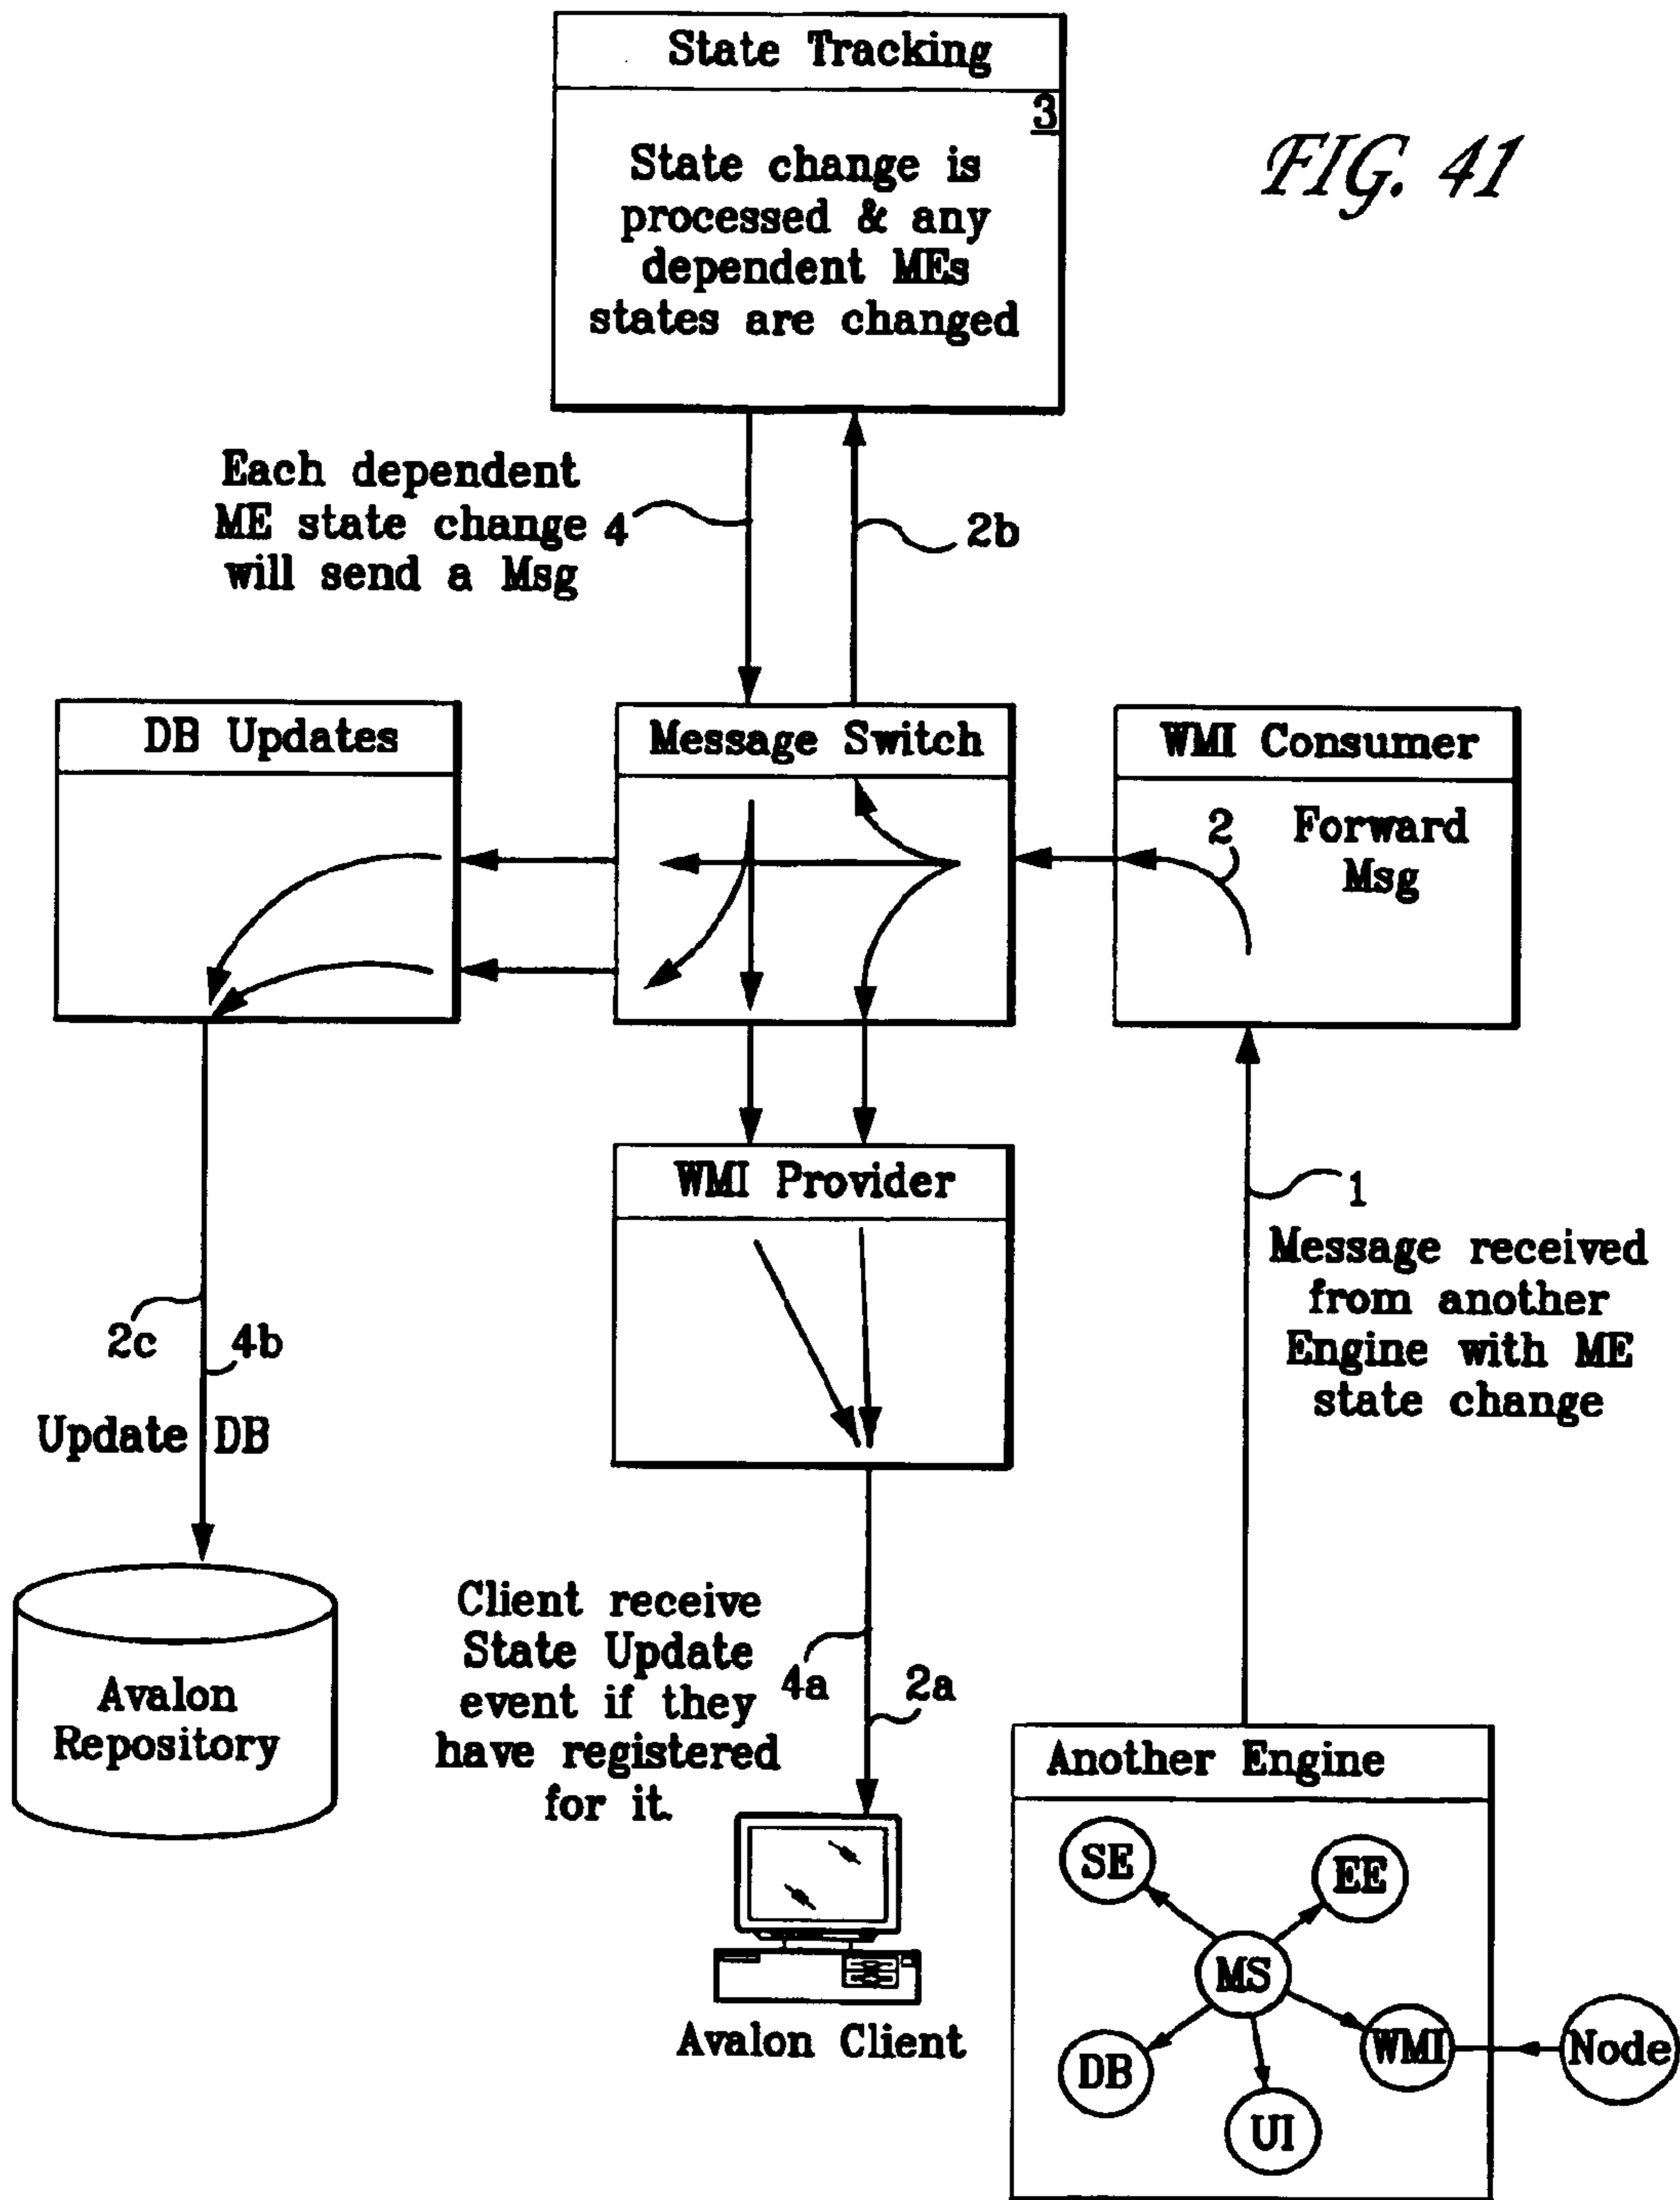 State Tracking
3
State change is
processed & any
dependent MEs
states are changed
FIG. 41
Each dependent
ME state change
will send a Msg
4
2b
DB Updates
Message Switch
WMI Consumer
2
Forward
Msg
WMI Provider
1
Message received
from another
Engine with ME
state change
2c
4b
Update DB
Avalon
Repository
Client receive
State Update
event if they
have registered
for it.
4a
2a
Avalon Client
Another Engine
SE
EE
MS
DB
WMI
UI
Node